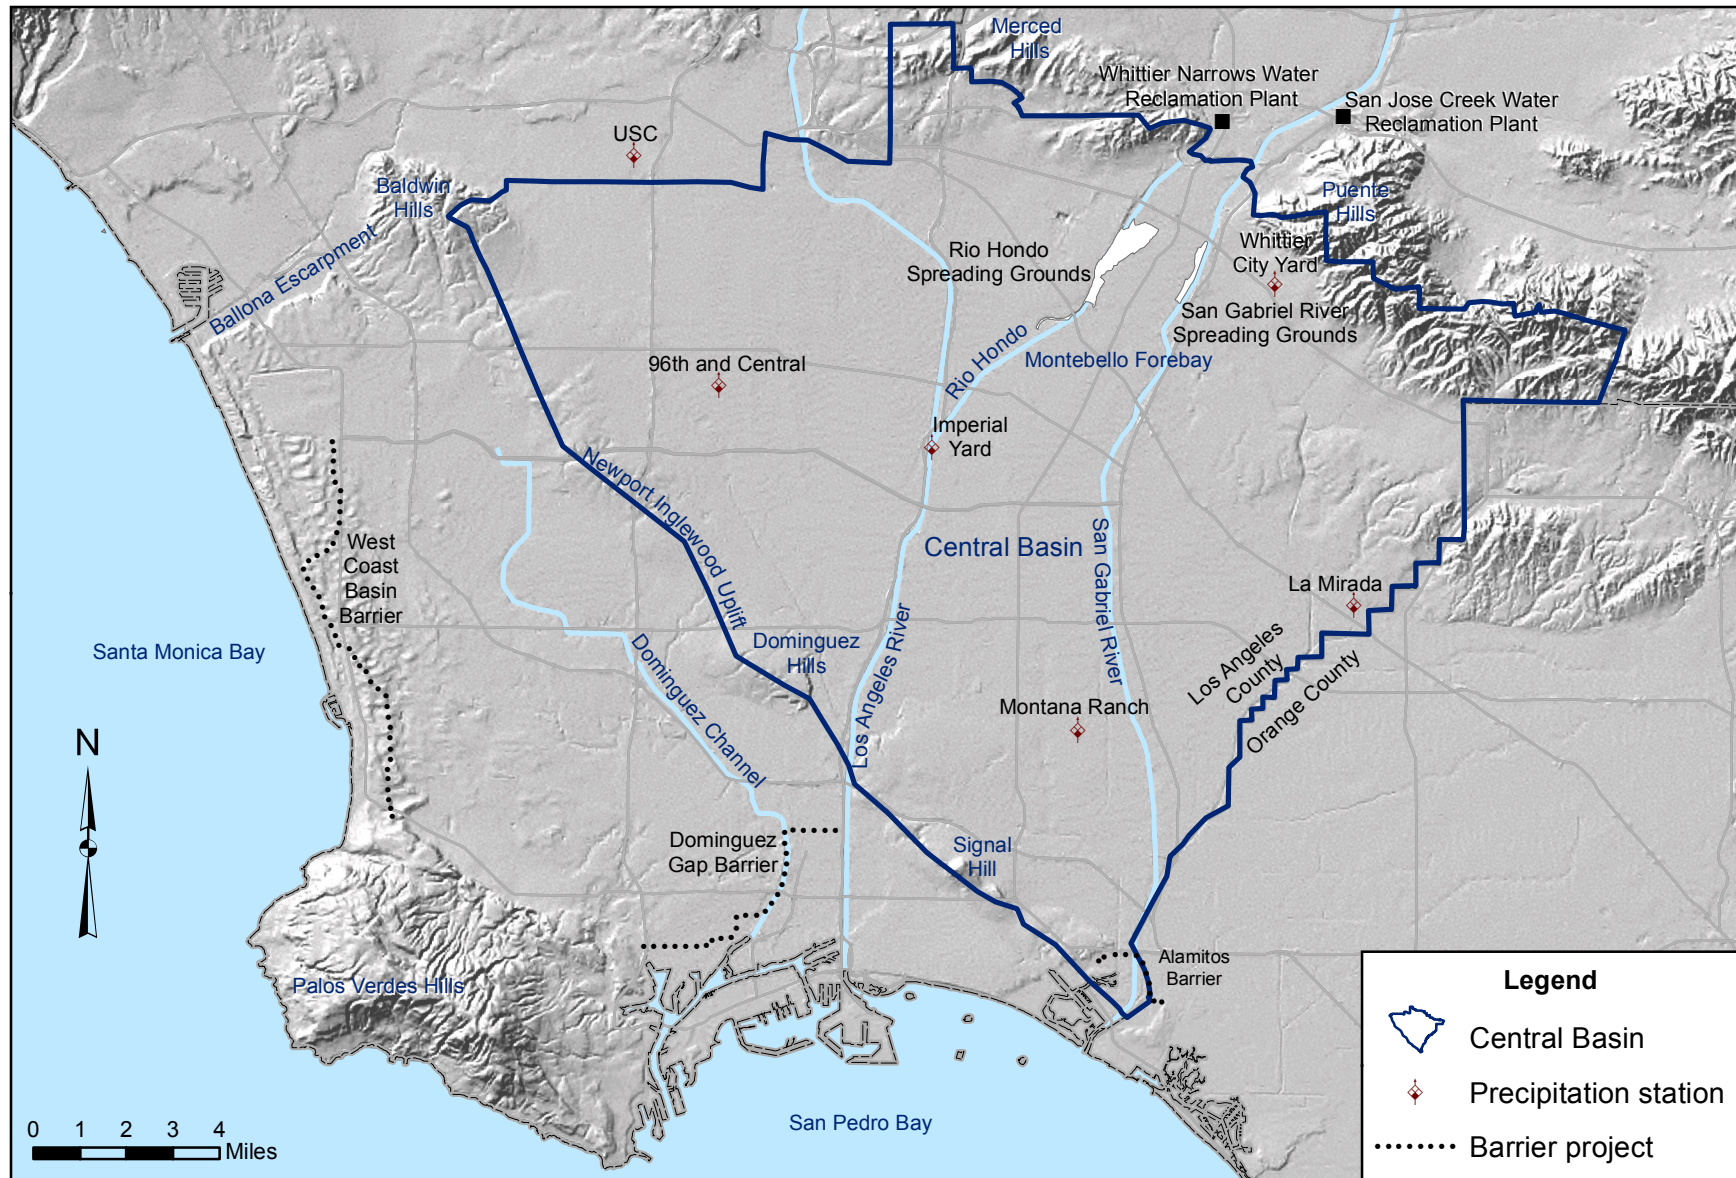 Merced
Hills
Whittier Narrows Water
Reclamation Plant
San Jose Creek Water
Reclamation Plant
USC
Baldwin
Hills
Puente
Hills
Ballona Escarpment
Rio Hondo
Spreading Grounds
Whittier
City Yard
San Gabriel River
Spreading Grounds
Rio Hondo
Montebello Forebay
96th and Central
Imperial
Yard
Newport Inglewood Uplift
Central Basin
San Gabriel River
West
Coast
Basin
Barrier
La Mirada
Santa Monica Bay
Dominguez
Hills
Los Angeles River
Los Angeles
County
Orange County
Dominguez Channel
Montana Ranch
N
Dominguez
Gap Barrier
Signal
Hill
Alamitos
Barrier
Palos Verdes Hills
San Pedro Bay
0 1 2 3 4
Miles
Legend
Central Basin
Precipitation station
Barrier project